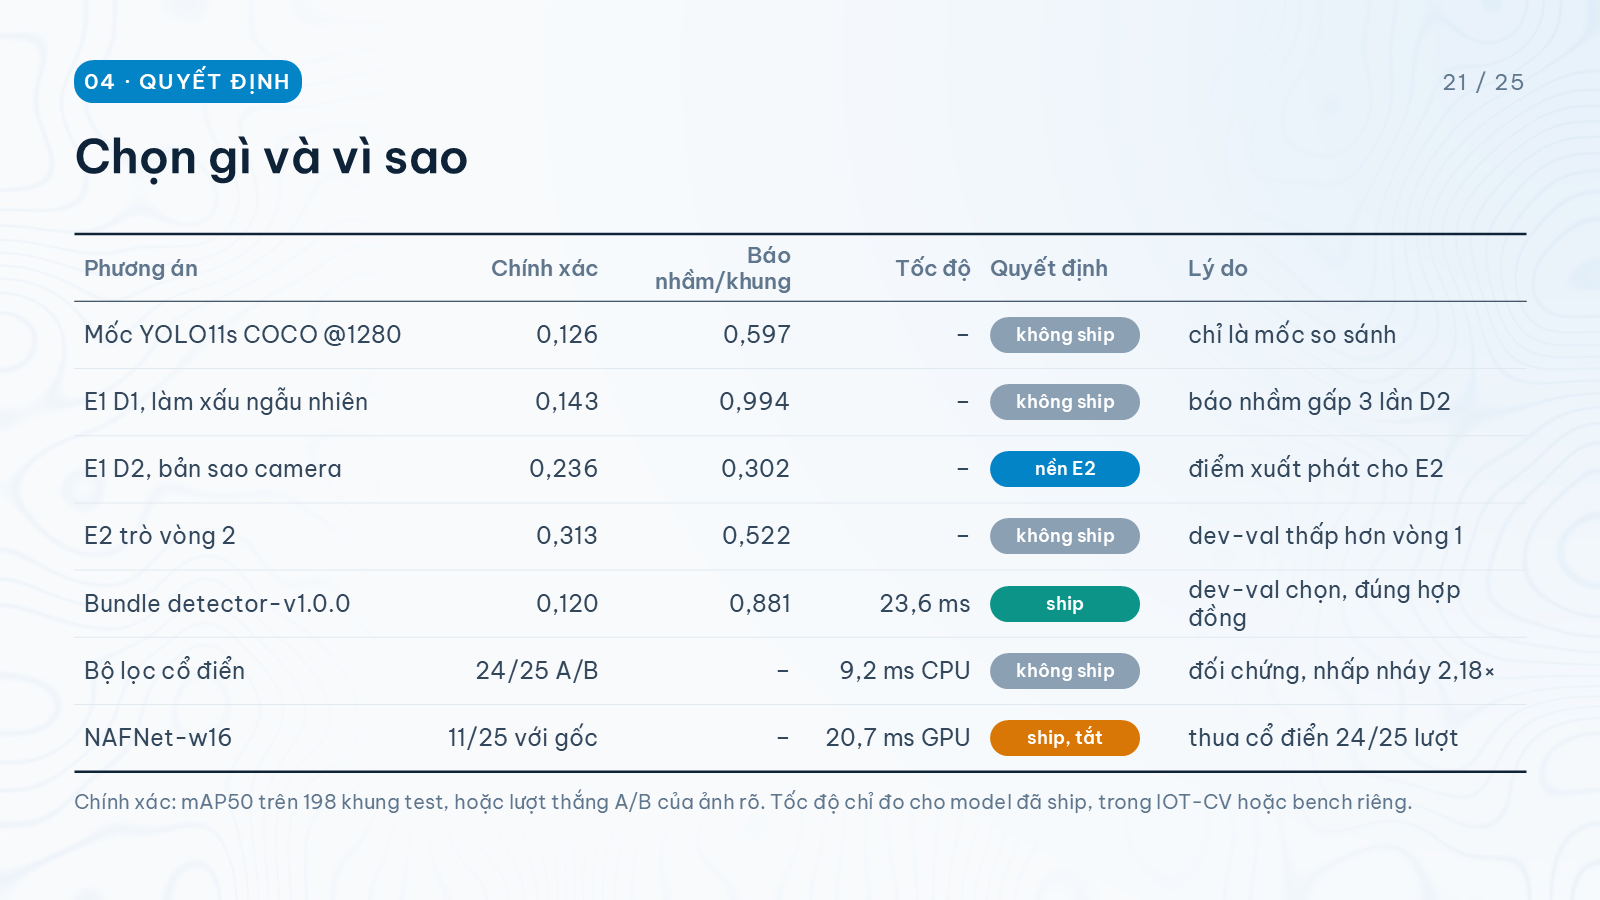 04 · QUYẾT ĐỊNH
21 / 25
Chọn gì và vì sao
Phương án Chính xác Báo nhầm/khung Tốc độ Quyết định Lý do
Mốc YOLO11s COCO @1280 0,126 0,597 – không ship chỉ là mốc so sánh
E1 D1, làm xấu ngẫu nhiên 0,143 0,994 – không ship báo nhầm gấp 3 lần D2
E1 D2, bản sao camera 0,236 0,302 – nền E2 điểm xuất phát cho E2
E2 trò vòng 2 0,313 0,522 – không ship dev-val thấp hơn vòng 1
Bundle detector-v1.0.0 0,120 0,881 23,6 ms ship dev-val chọn, đúng hợp đồng
Bộ lọc cổ điển 24/25 A/B – 9,2 ms CPU không ship đối chứng, nhấp nháy 2,18×
NAFNet-w16 11/25 với gốc – 20,7 ms GPU ship, tắt thua cổ điển 24/25 lượt
Chính xác: mAP50 trên 198 khung test, hoặc lượt thắng A/B của ảnh rõ. Tốc độ chỉ đo cho model đã ship, trong IOT-CV hoặc bench riêng.